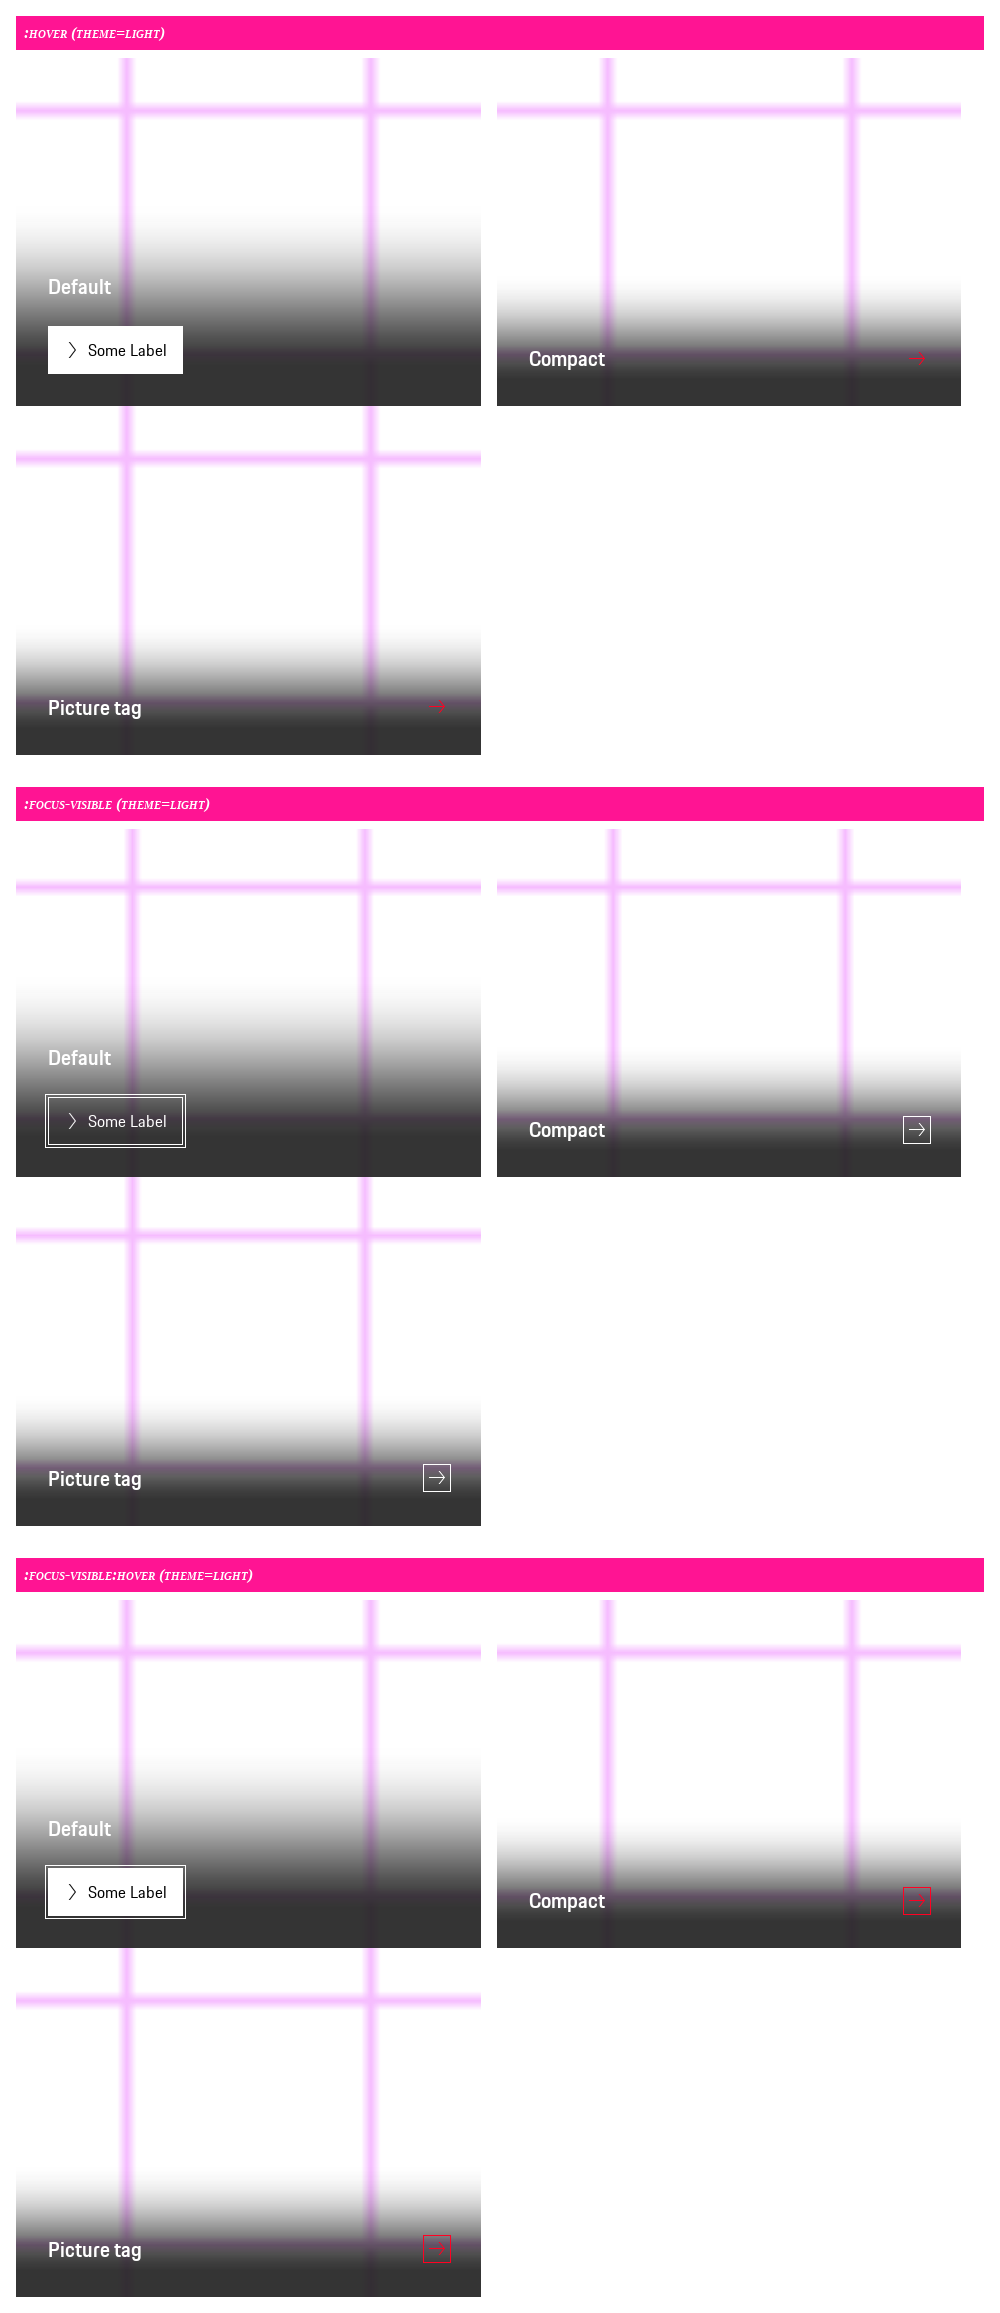 :hover (theme=light)
Default
Some Label
Compact
Picture tag
:focus-visible (theme=light)
Default
Some Label
Compact
Picture tag
:focus-visible:hover (theme=light)
Default
Some Label
Compact
Picture tag